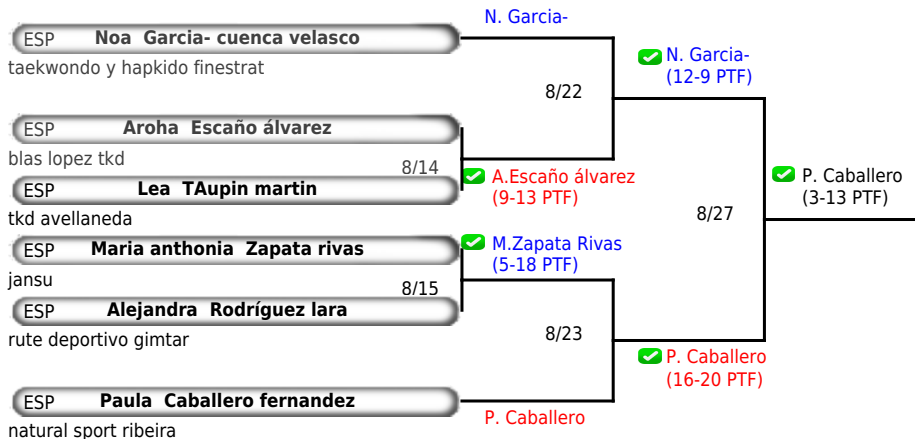 N. Garcia-
ESP Noa Garcia- cuenca velasco
taekwondo y hapkido finestrat
N. Garcia-
(12-9 PTF)
8/22
ESP Aroha Escaño álvarez
blas lopez tkd
8/14
A.Escaño álvarez
(9-13 PTF)
ESP Lea TAupin martin
tkd avellaneda
P. Caballero
(3-13 PTF)
8/27
ESP Maria anthonia Zapata rivas
M.Zapata Rivas
(5-18 PTF)
jansu
8/15
ESP Alejandra Rodríguez lara
rute deportivo gimtar
8/23
P. Caballero
(16-20 PTF)
ESP Paula Caballero fernandez
P. Caballero
natural sport ribeira